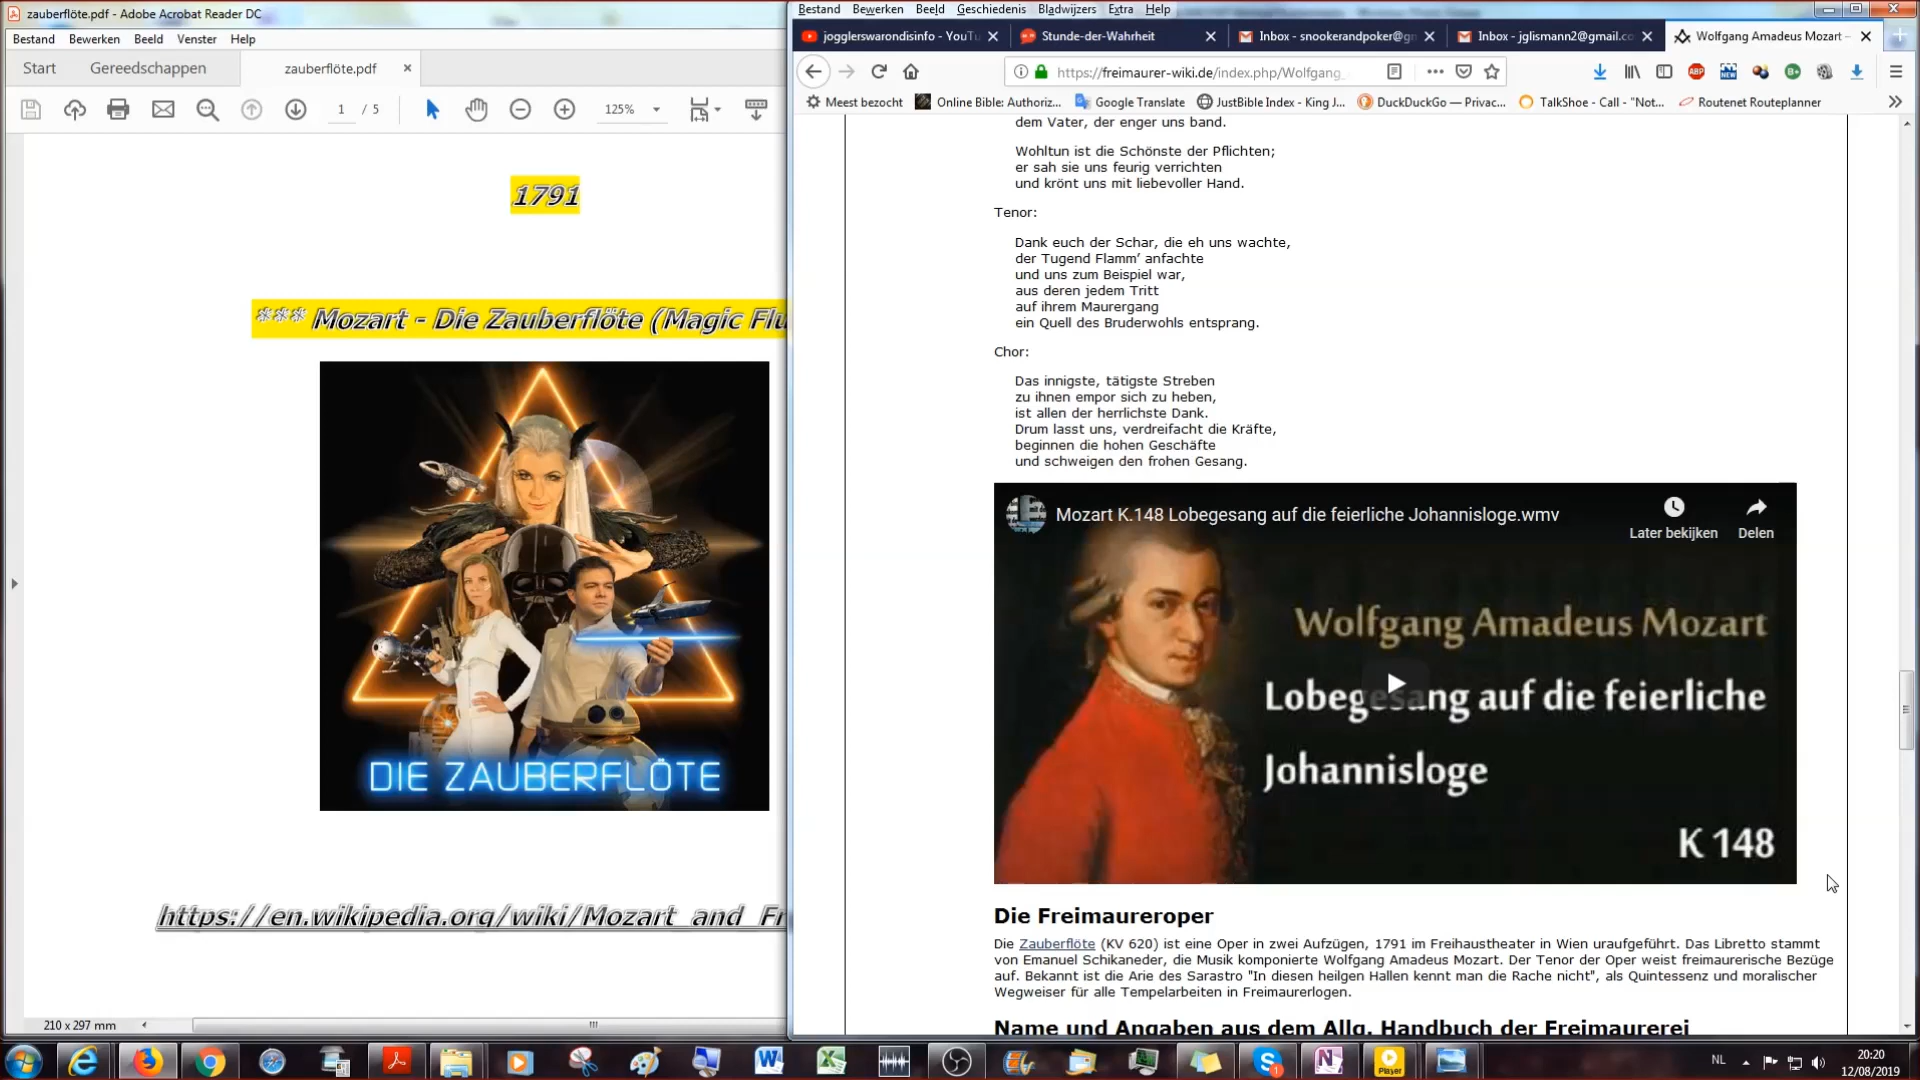 zauberflöte.pdf - Adobe Acrobat Reader DC
Bestand Bewerken Beeld Venster Help
Start Gereedschappen zauberflöte.pdf ×
1 / 5 125%
1791
*** Mozart - Die Zauberflöte (Magic Flu
DIE ZAUBERFLÖTE
https://en.wikipedia.org/wiki/Mozart_and_Fr
210 x 297 mm
Bestand Bewerken Beeld Geschiedenis Bladwijzers Extra Help
jogglerswarondisinfo - YouTu
Stunde-der-Wahrheit
Inbox - snookerandpoker@gn
Inbox - jglismann2@gmail.co
Wolfgang Amadeus Mozart –
https://freimaurer-wiki.de/index.php/Wolfgang_
Meest bezocht
Online Bible: Authoriz...
Google Translate
JustBible Index - King J...
DuckDuckGo — Privac...
TalkShoe - Call - "Not...
Routenet Routeplanner
dem Vater, der enger uns band.
Wohltun ist die Schönste der Pflichten;
er sah sie uns feurig verrichten
und krönt uns mit liebevoller Hand.
Tenor:
Dank euch der Schar, die eh uns wachte,
der Tugend Flamm’ anfachte
und uns zum Beispiel war,
aus deren jedem Tritt
auf ihrem Maurergang
ein Quell des Bruderwohls entsprang.
Chor:
Das innigste, tätigste Streben
zu ihnen empor sich zu heben,
ist allen der herrlichste Dank.
Drum lasst uns, verdreifacht die Kräfte,
beginnen die hohen Geschäfte
und schweigen den frohen Gesang.
Mozart K.148 Lobegesang auf die feierliche Johannisloge.wmv
Later bekijken Delen
Wolfgang Amadeus Mozart
Lobegesang auf die feierliche
Johannisloge
K 148
Die Freimaureroper
Die Zauberflöte (KV 620) ist eine Oper in zwei Aufzügen, 1791 im Freihaustheater in Wien uraufgeführt. Das Libretto stammt
von Emanuel Schikaneder, die Musik komponierte Wolfgang Amadeus Mozart. Der Tenor der Oper weist freimaurerische Bezüge
auf. Bekannt ist die Arie des Sarastro "In diesen heilgen Hallen kennt man die Rache nicht", als Quintessenz und moralischer
Wegweiser für alle Tempelarbeiten in Freimaurerlogen.
Name und Angaben aus dem Allg. Handbuch der Freimaurerei
NL
20:20
12/08/2019